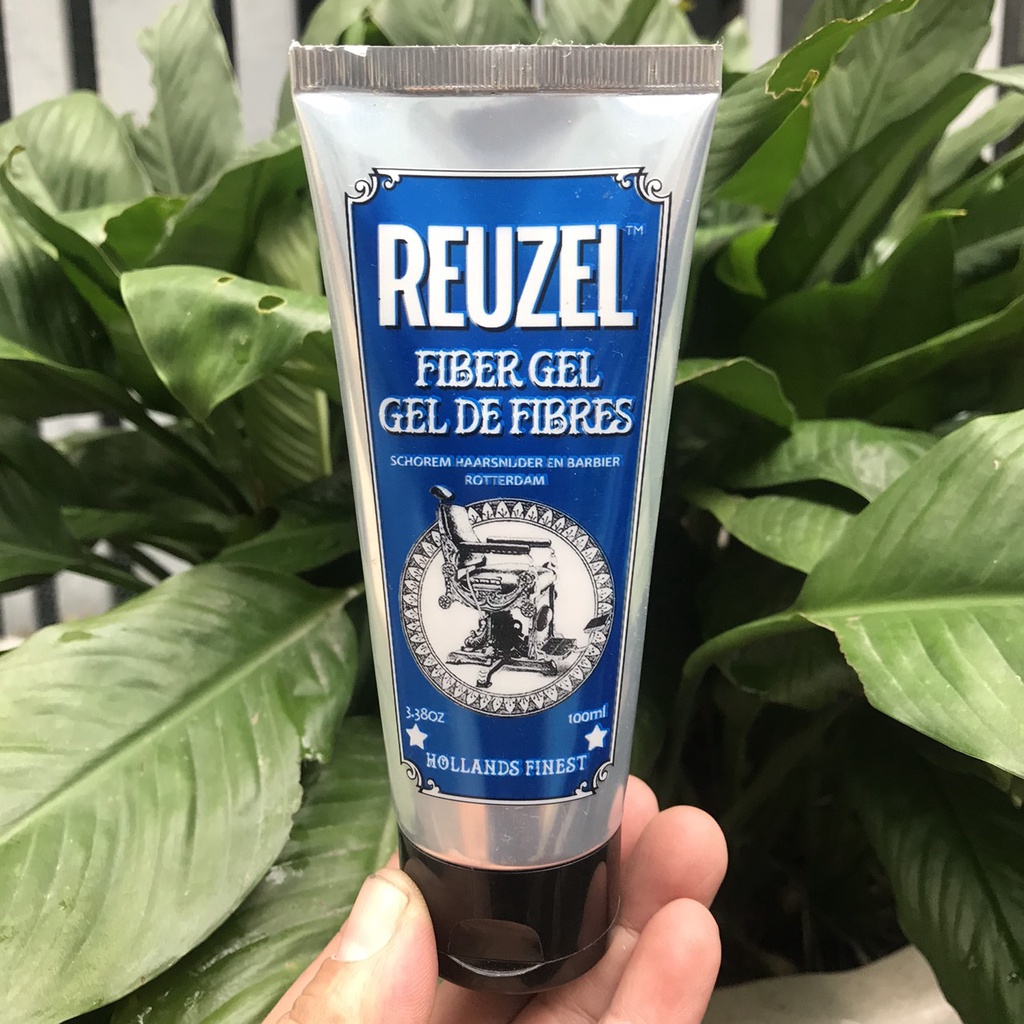 REUZEL™
FIBER GEL
GEL DE FIBRES
SCHOREM HAARSNIJDER EN BARBIER
ROTTERDAM
3.38OZ 100ml
HOLLANDS FINEST